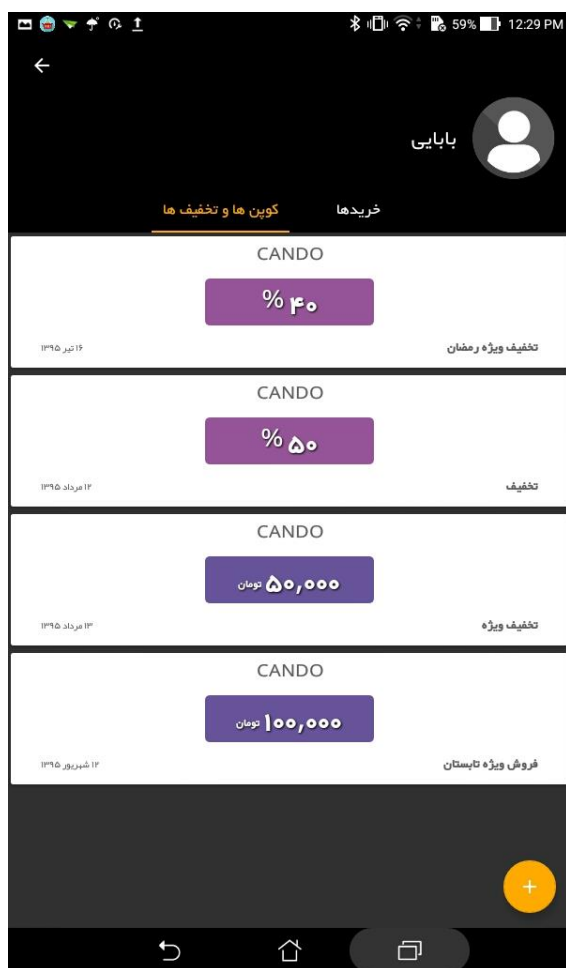 59% 12:29 PM
بابایی
خریدها
کوپن ها و تخفیف ها
CANDO
% ۴۰
تخفیف ویژه رمضان
۱۶ تیر ۱۳۹۵
CANDO
% ۵۰
تخفیف
۱۲ مرداد ۱۳۹۵
CANDO
۵۰,۰۰۰ تومان
تخفیف ویژه
۱۳ مرداد ۱۳۹۵
CANDO
۱۰۰,۰۰۰ تومان
فروش ویژه تابستان
۱۲ شهریور ۱۳۹۵